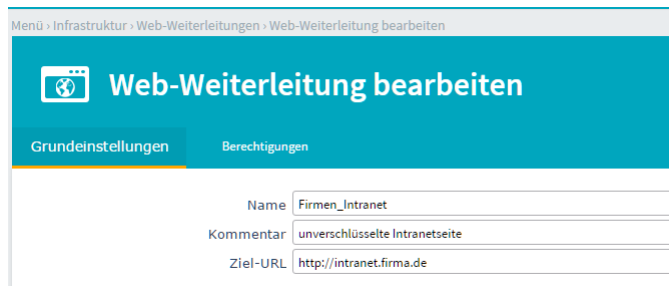 Menü › Infrastruktur › Web-Weiterleitungen › Web-Weiterleitung bearbeiten
Web-Weiterleitung bearbeiten
Grundeinstellungen Berechtigungen
Name Firmen_Intranet
Kommentar unverschlüsselte Intranetseite
Ziel-URL http://intranet.firma.de